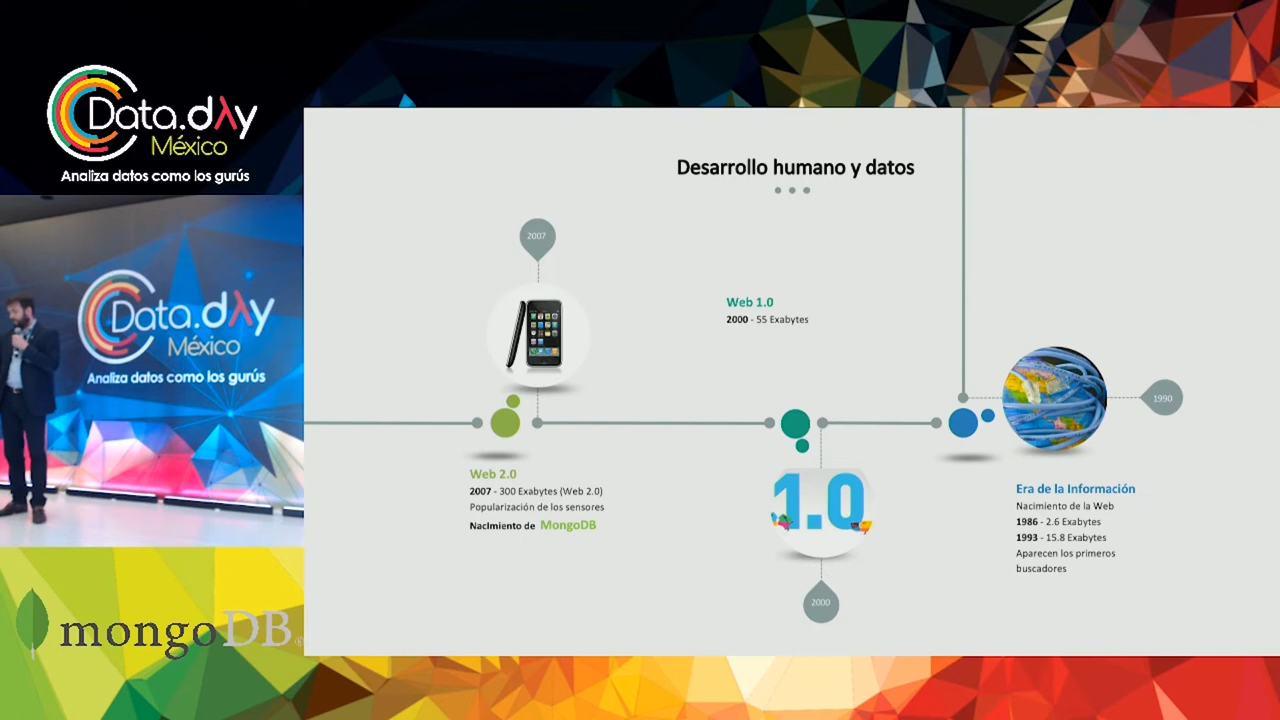 Data.dλy
México
Analiza datos como los gurús
Data.dλy
México
Analiza datos como los gurús
mongoDB
Desarrollo humano y datos
2007
Web 2.0
2007 - 300 Exabytes (Web 2.0)
Popularización de los sensores
Nacimiento de MongoDB
Web 1.0
2000 - 55 Exabytes
1.0
2000
1990
Era de la Información
Nacimiento de la Web
1986 - 2.6 Exabytes
1993 - 15.8 Exabytes
Aparecen los primeros
buscadores